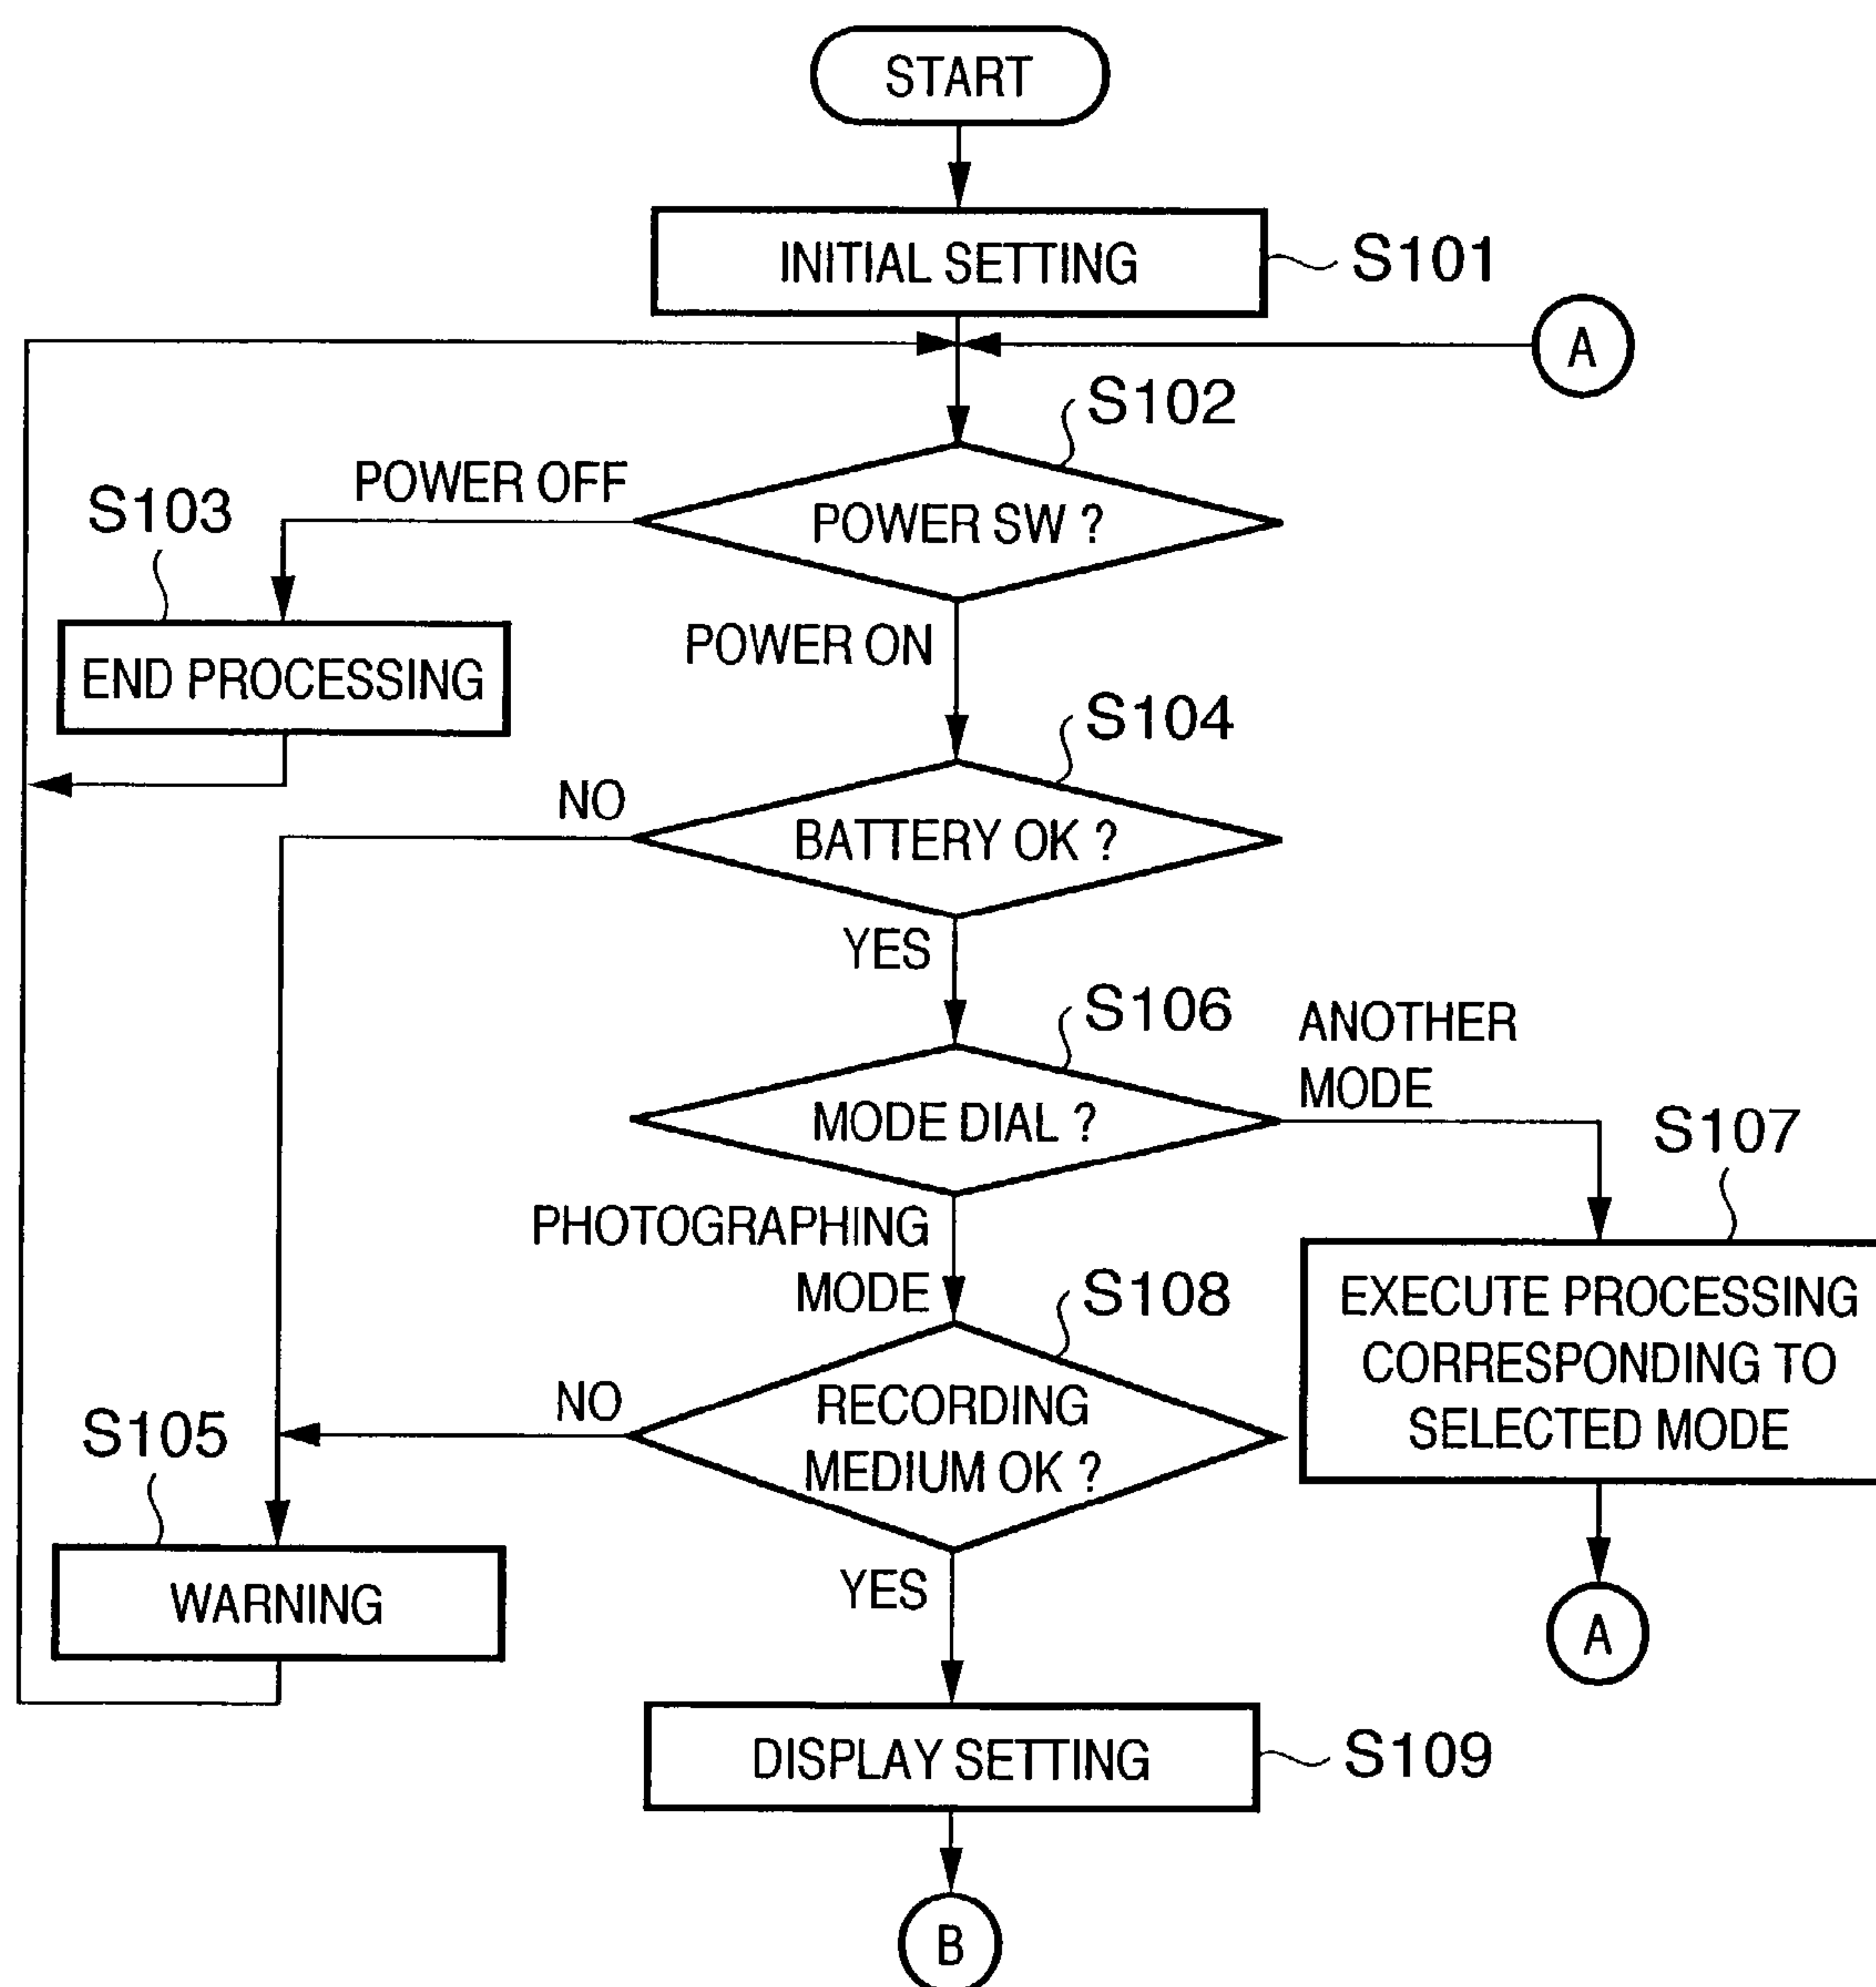 START
INITIAL SETTING
S101
A
S102
POWER OFF
S103
POWER SW ?
END PROCESSING
POWER ON
S104
NO
BATTERY OK ?
YES
S106
ANOTHER
MODE
MODE DIAL ?
S107
PHOTOGRAPHING
MODE
S108
EXECUTE PROCESSING
CORRESPONDING TO
SELECTED MODE
NO
RECORDING
MEDIUM OK ?
S105
WARNING
YES
A
DISPLAY SETTING
S109
B